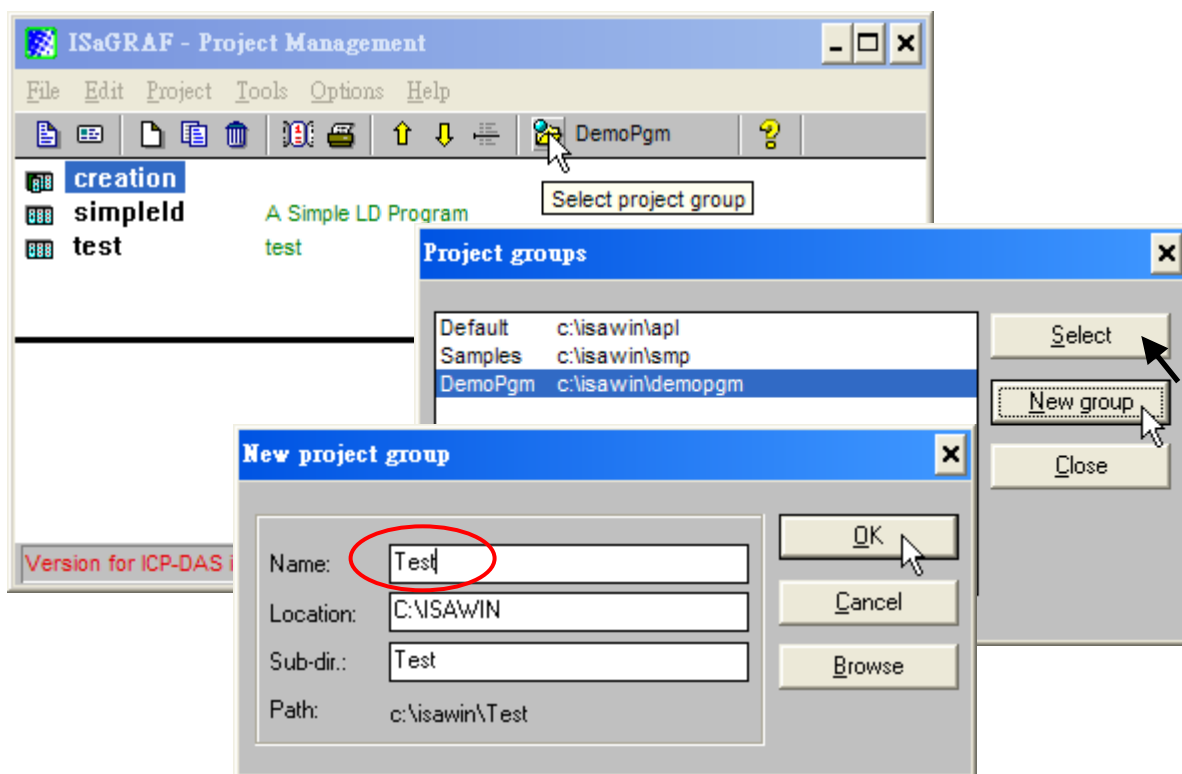 ISaGRAF - Project Management
File Edit Project Tools Options Help
DemoPgm
Select project group
creation
simpleld A Simple LD Program
test test
Version for ICP-DAS
Project groups
Default c:\isawin\apl
Samples c:\isawin\smp
DemoPgm c:\isawin\demopgm
Select
New group
Close
New project group
Name: Test
Location: C:\ISAWIN
Sub-dir.: Test
Path: c:\isawin\Test
OK
Cancel
Browse